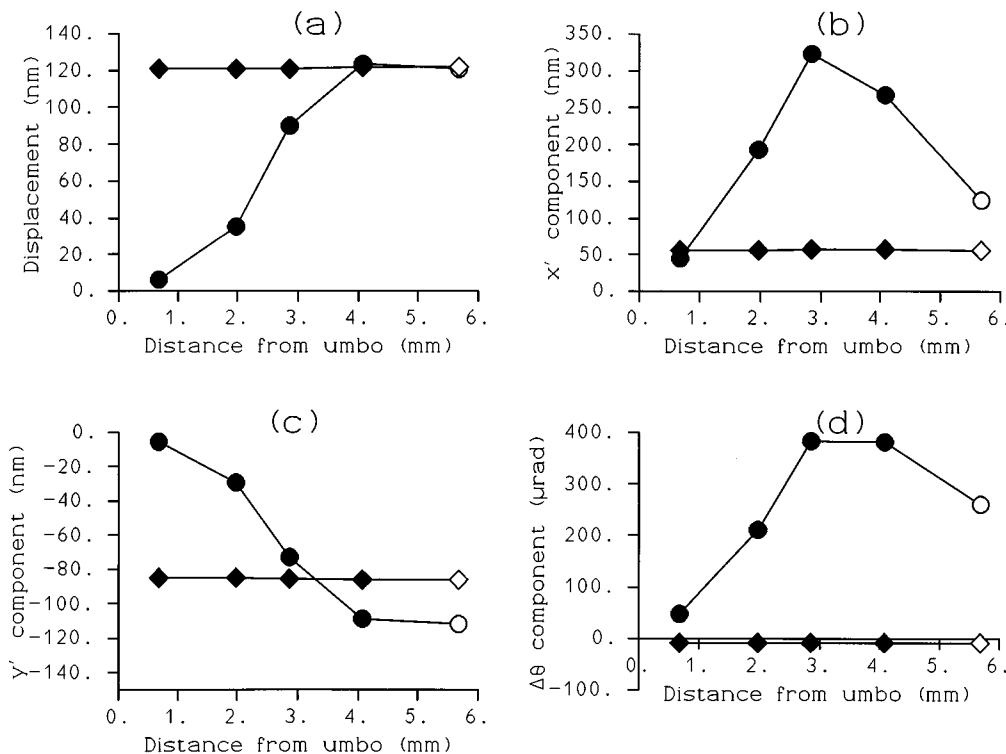 (a)
140.
120.
100.
80.
60.
40.
20.
0.
Displacement (nm)
0. 1. 2. 3. 4. 5. 6.
Distance from umbo (mm)
(b)
350.
300.
250.
200.
150.
100.
50.
0.
x′ component (nm)
0. 1. 2. 3. 4. 5. 6.
Distance from umbo (mm)
(c)
0.
-20.
-40.
-60.
-80.
-100.
-120.
-140.
y′ component (nm)
0. 1. 2. 3. 4. 5. 6.
Distance from umbo (mm)
(d)
400.
300.
200.
100.
0.
-100.
Δθ component (μrad)
0. 1. 2. 3. 4. 5. 6.
Distance from umbo (mm)